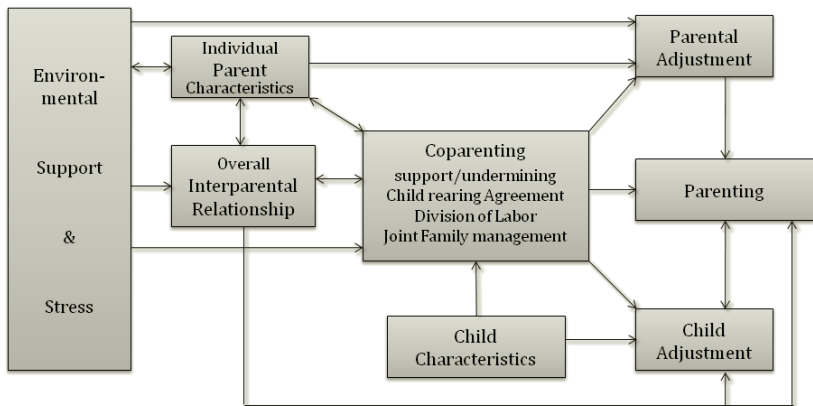 Environ-
mental
Support
&
Stress
Individual
Parent
Characteristics
Overall
Interparental
Relationship
Coparenting
support/undermining
Child rearing Agreement
Division of Labor
Joint Family management
Child
Characteristics
Parental
Adjustment
Parenting
Child
Adjustment